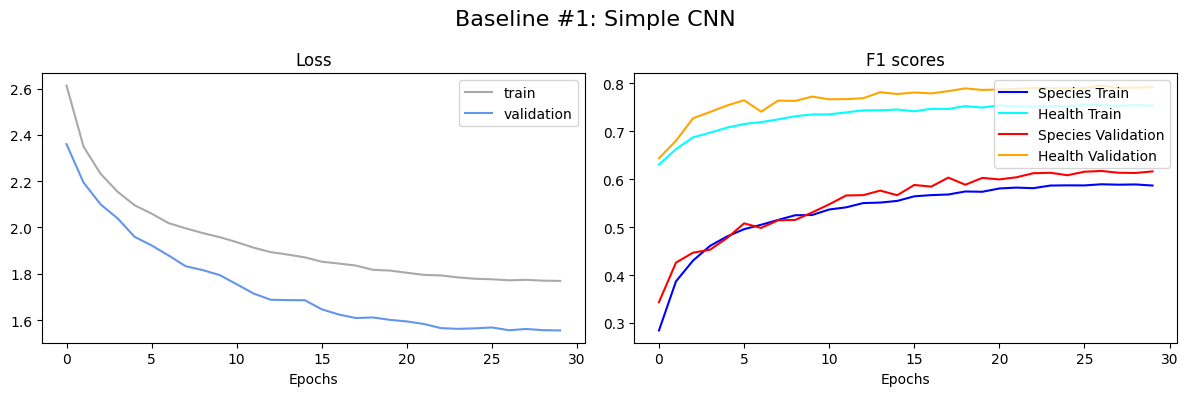 Baseline #1: Simple CNN
Loss
2.6
2.4
2.2
2.0
1.8
1.6
train
validation
0 5 10 15 20 25 30
Epochs
F1 scores
0.8
0.7
0.6
0.5
0.4
0.3
Species Train
Health Train
Species Validation
Health Validation
0 5 10 15 20 25 30
Epochs